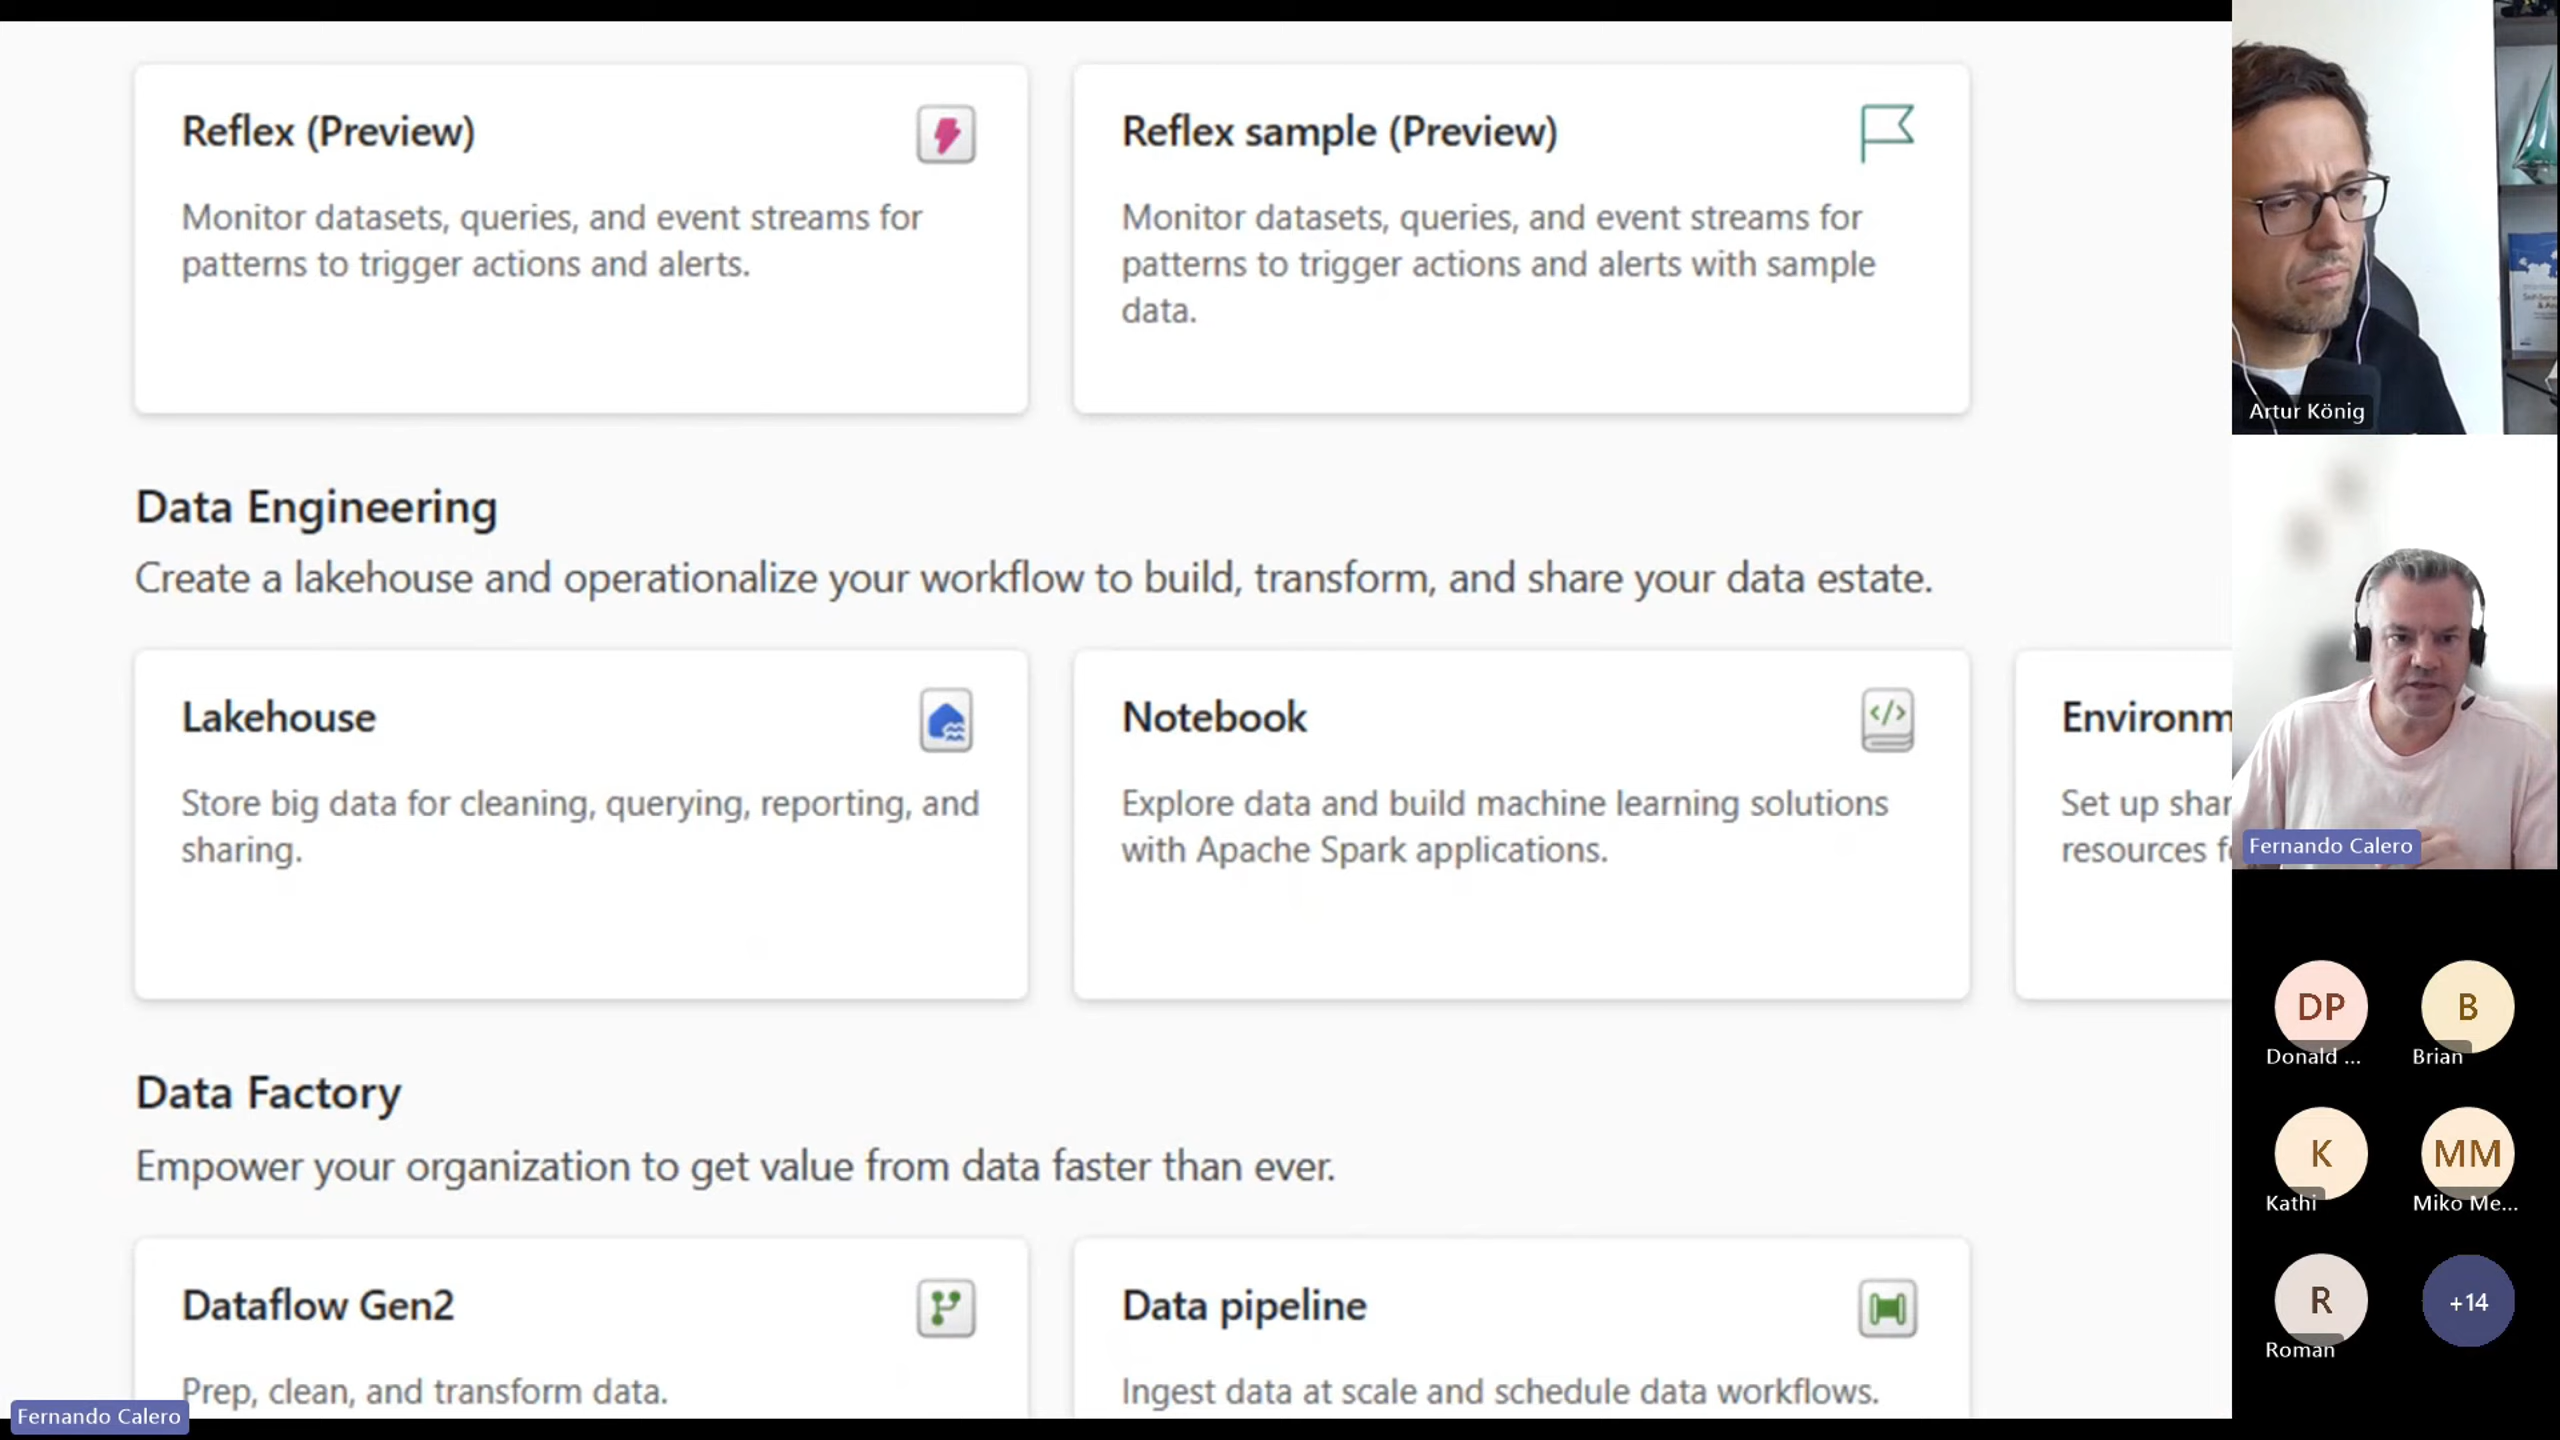 Reflex (Preview)
Monitor datasets, queries, and event streams for
patterns to trigger actions and alerts.
Reflex sample (Preview)
Monitor datasets, queries, and event streams for
patterns to trigger actions and alerts with sample
data.
Data Engineering
Create a lakehouse and operationalize your workflow to build, transform, and share your data estate.
Lakehouse
Store big data for cleaning, querying, reporting, and
sharing.
Notebook
Explore data and build machine learning solutions
with Apache Spark applications.
Environm
Set up shar
resources f
Data Factory
Empower your organization to get value from data faster than ever.
Dataflow Gen2
Prep, clean, and transform data.
Data pipeline
Ingest data at scale and schedule data workflows.
Fernando Calero
Artur König
Fernando Calero
DP
Donald ...
B
Brian
K
Kathi
MM
Miko Me...
R
Roman
+14